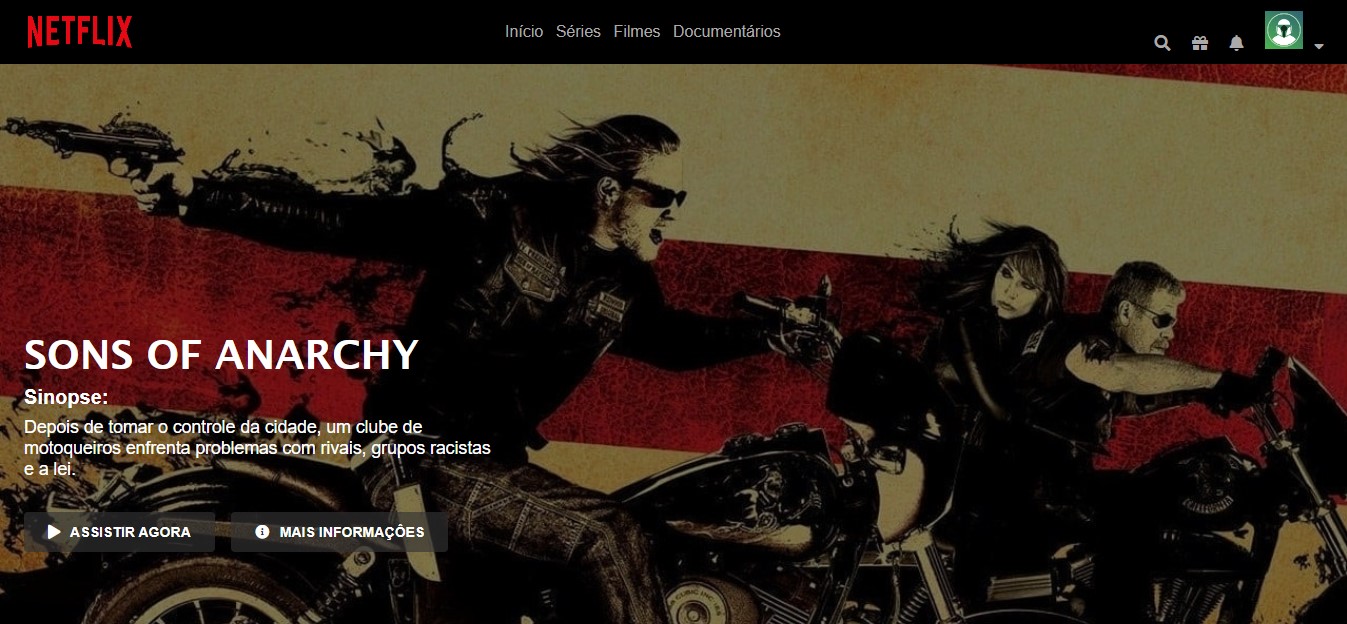 NETFLIX
Início Séries Filmes Documentários
SONS OF ANARCHY
Sinopse:
Depois de tomar o controle da cidade, um clube de
motoqueiros enfrenta problemas com rivais, grupos racistas
e a lei.
ASSISTIR AGORA MAIS INFORMAÇÔES